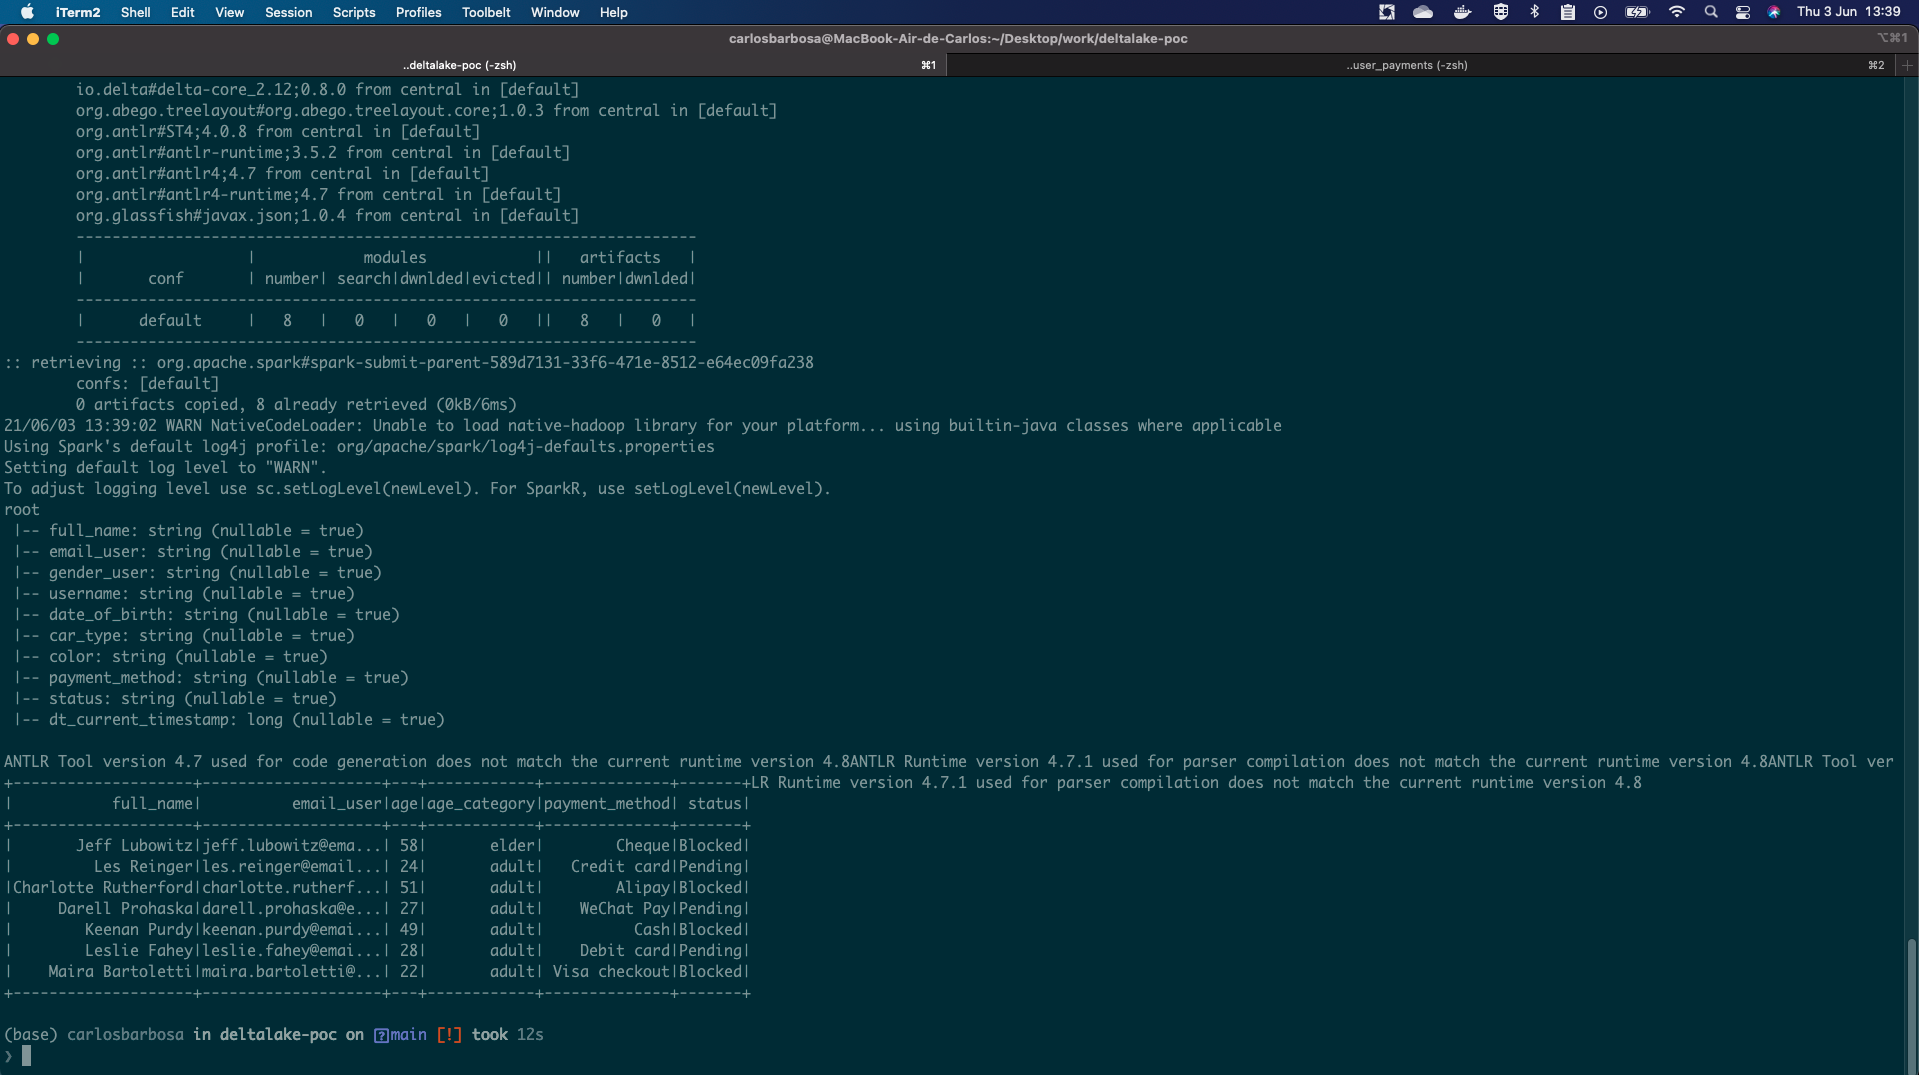 iTerm2 Shell Edit View Session Scripts Profiles Toolbelt Window Help Thu 3 Jun 13:39
carlosbarbosa@MacBook-Air-de-Carlos:~/Desktop/work/deltalake-poc ⌥⌘1
..deltalake-poc (-zsh) ⌘1 ..user_payments (-zsh) ⌘2
io.delta#delta-core_2.12;0.8.0 from central in [default]
org.abego.treelayout#org.abego.treelayout.core;1.0.3 from central in [default]
org.antlr#ST4;4.0.8 from central in [default]
org.antlr#antlr-runtime;3.5.2 from central in [default]
org.antlr#antlr4;4.7 from central in [default]
org.antlr#antlr4-runtime;4.7 from central in [default]
org.glassfish#javax.json;1.0.4 from central in [default]
---------------------------------------------------------------------
|                  |            modules            ||   artifacts   |
|       conf       | number| search|dwnlded|evicted|| number|dwnlded|
---------------------------------------------------------------------
|      default     |   8   |   0   |   0   |   0   ||   8   |   0   |
---------------------------------------------------------------------
:: retrieving :: org.apache.spark#spark-submit-parent-589d7131-33f6-471e-8512-e64ec09fa238
confs: [default]
0 artifacts copied, 8 already retrieved (0kB/6ms)
21/06/03 13:39:02 WARN NativeCodeLoader: Unable to load native-hadoop library for your platform... using builtin-java classes where applicable
Using Spark's default log4j profile: org/apache/spark/log4j-defaults.properties
Setting default log level to "WARN".
To adjust logging level use sc.setLogLevel(newLevel). For SparkR, use setLogLevel(newLevel).
root
|-- full_name: string (nullable = true)
|-- email_user: string (nullable = true)
|-- gender_user: string (nullable = true)
|-- username: string (nullable = true)
|-- date_of_birth: string (nullable = true)
|-- car_type: string (nullable = true)
|-- color: string (nullable = true)
|-- payment_method: string (nullable = true)
|-- status: string (nullable = true)
|-- dt_current_timestamp: long (nullable = true)
ANTLR Tool version 4.7 used for code generation does not match the current runtime version 4.8ANTLR Runtime version 4.7.1 used for parser compilation does not match the current runtime version 4.8ANTLR Tool ver
+--------------------+--------------------+---+------------+--------------+-------+LR Runtime version 4.7.1 used for parser compilation does not match the current runtime version 4.8
|           full_name|          email_user|age|age_category|payment_method| status|
+--------------------+--------------------+---+------------+--------------+-------+
|       Jeff Lubowitz|jeff.lubowitz@ema...| 58|       elder|        Cheque|Blocked|
|         Les Reinger|les.reinger@email...| 24|       adult|   Credit card|Pending|
|Charlotte Rutherford|charlotte.rutherf...| 51|       adult|        Alipay|Blocked|
|     Darell Prohaska|darell.prohaska@e...| 27|       adult|    WeChat Pay|Pending|
|        Keenan Purdy|keenan.purdy@emai...| 49|       adult|          Cash|Blocked|
|        Leslie Fahey|leslie.fahey@emai...| 28|       adult|    Debit card|Pending|
|    Maira Bartoletti|maira.bartoletti@...| 22|       adult| Visa checkout|Blocked|
+--------------------+--------------------+---+------------+--------------+-------+
(base) carlosbarbosa in deltalake-poc on main [!] took 12s
❯